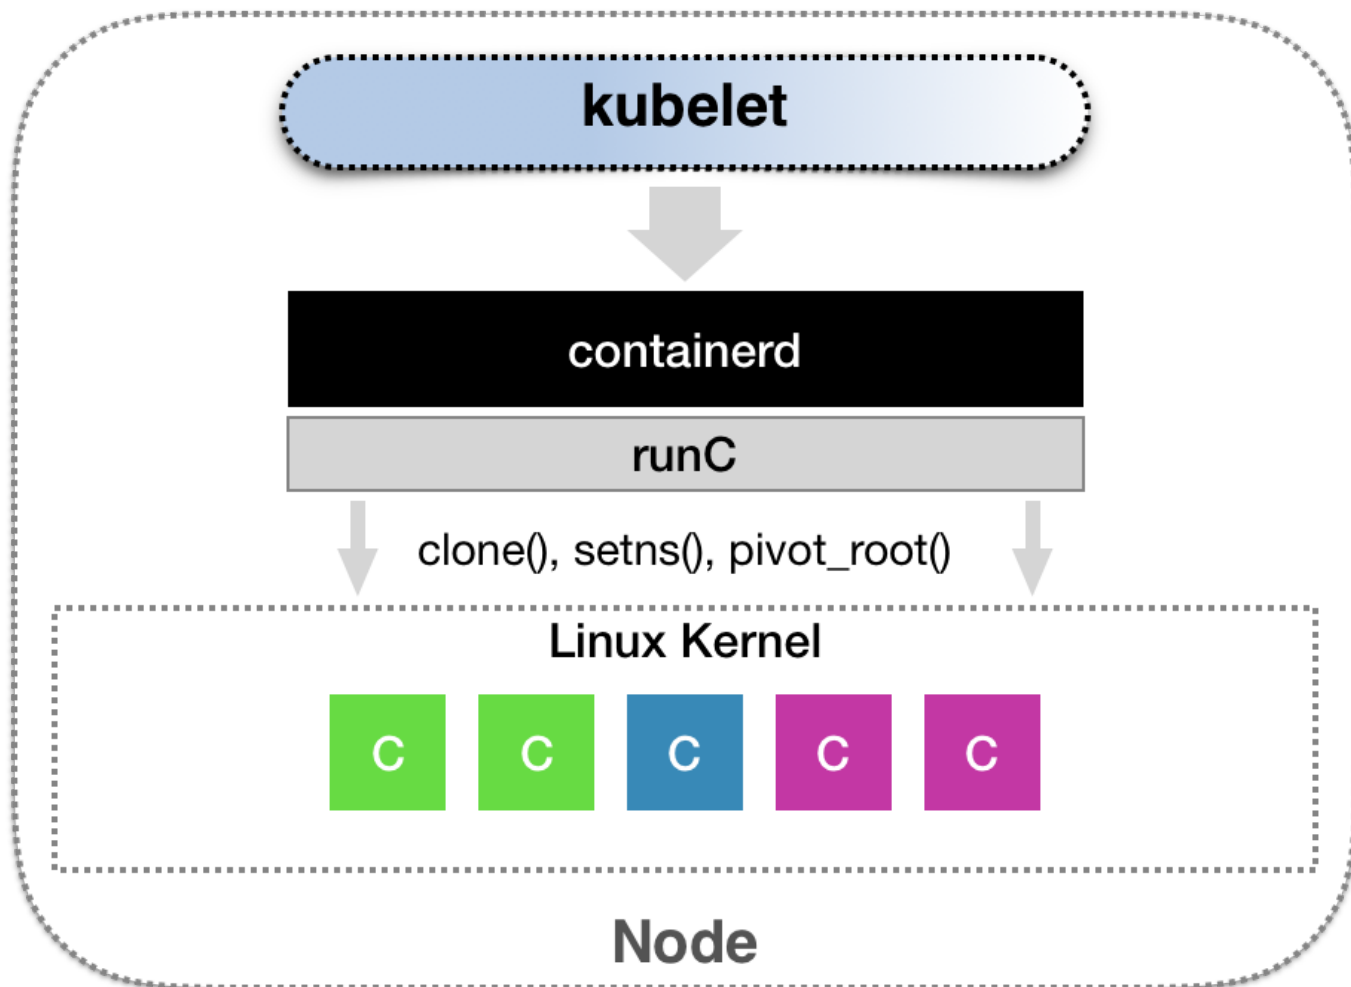 kubelet
containerd
runC
clone(), setns(), pivot_root()
Linux Kernel
C C C C C
Node